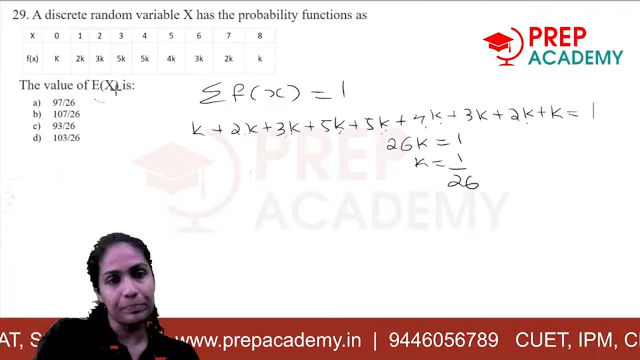 29. A discrete random variable X has the probability functions as
X 0 1 2 3 4 5 6 7 8
f(x) K 2k 3k 5k 5k 4k 3k 2k k
The value of E(X) is:
a) 97/26
b) 107/26
c) 93/26
d) 103/26
∑ f(x) = 1
k + 2k + 3k + 5k + 5k + 4k + 3k + 2k + k = 1
26k = 1
k = 1/26
PREP
ACADEMY
PREP
ACADEMY
AT, S www.prepacademy.in | 9446056789 CUET, IPM, C